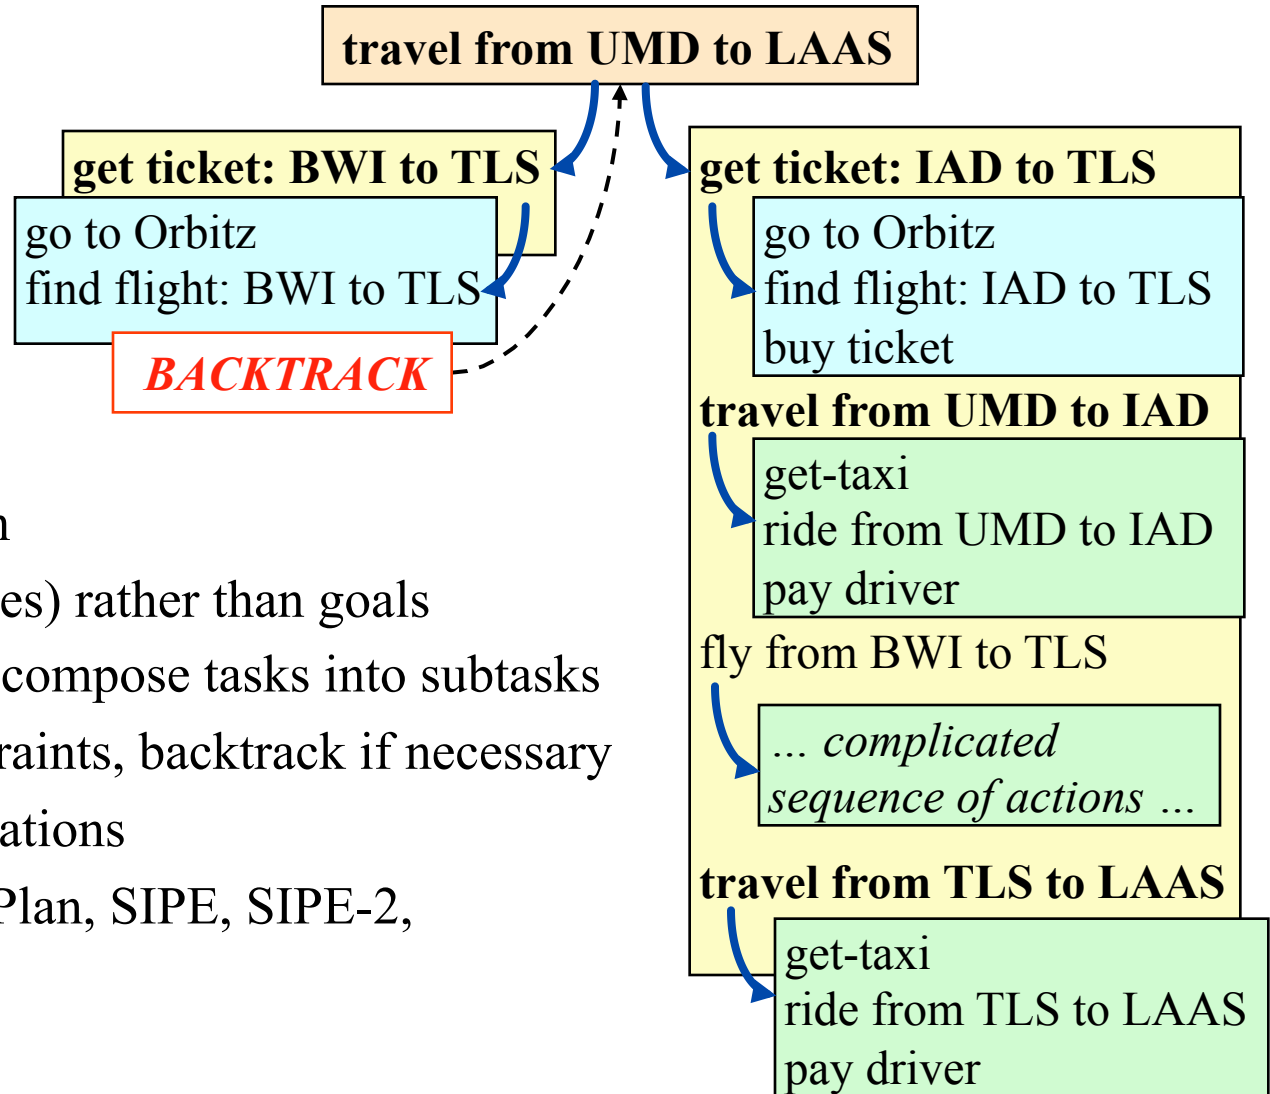 travel from UMD to LAAS
get ticket: BWI to TLS
go to Orbitz
find flight: BWI to TLS
BACKTRACK
get ticket: IAD to TLS
go to Orbitz
find flight: IAD to TLS
buy ticket
travel from UMD to IAD
get-taxi
ride from UMD to IAD
pay driver
fly from BWI to TLS
... complicated
sequence of actions ...
travel from TLS to LAAS
get-taxi
ride from TLS to LAAS
pay driver
es) rather than goals
compose tasks into subtasks
raints, backtrack if necessary
ations
Plan, SIPE, SIPE-2,